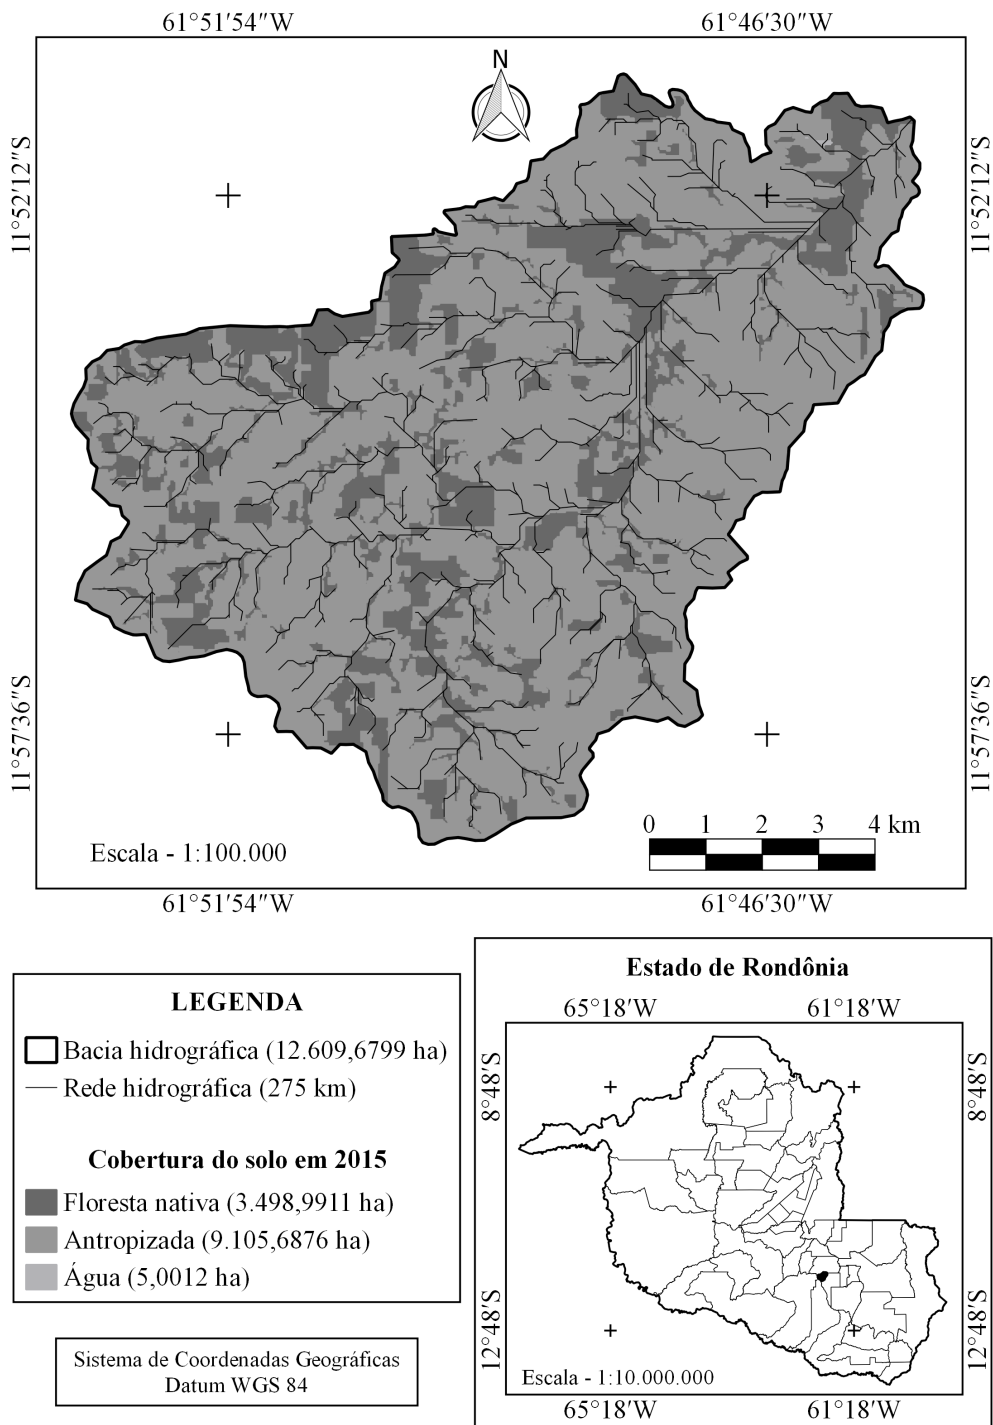 61°51′54″W
61°46′30″W
N
11°52′12″S
11°52′12″S
11°57′36″S
11°57′36″S
0 1 2 3 4 km
Escala - 1:100.000
61°51′54″W
61°46′30″W
LEGENDA
Bacia hidrográfica (12.609,6799 ha)
Rede hidrográfica (275 km)
Cobertura do solo em 2015
Floresta nativa (3.498,9911 ha)
Antropizada (9.105,6876 ha)
Água (5,0012 ha)
Sistema de Coordenadas Geográficas
Datum WGS 84
Estado de Rondônia
65°18′W
61°18′W
8°48′S
8°48′S
12°48′S
12°48′S
Escala - 1:10.000.000
65°18′W
61°18′W